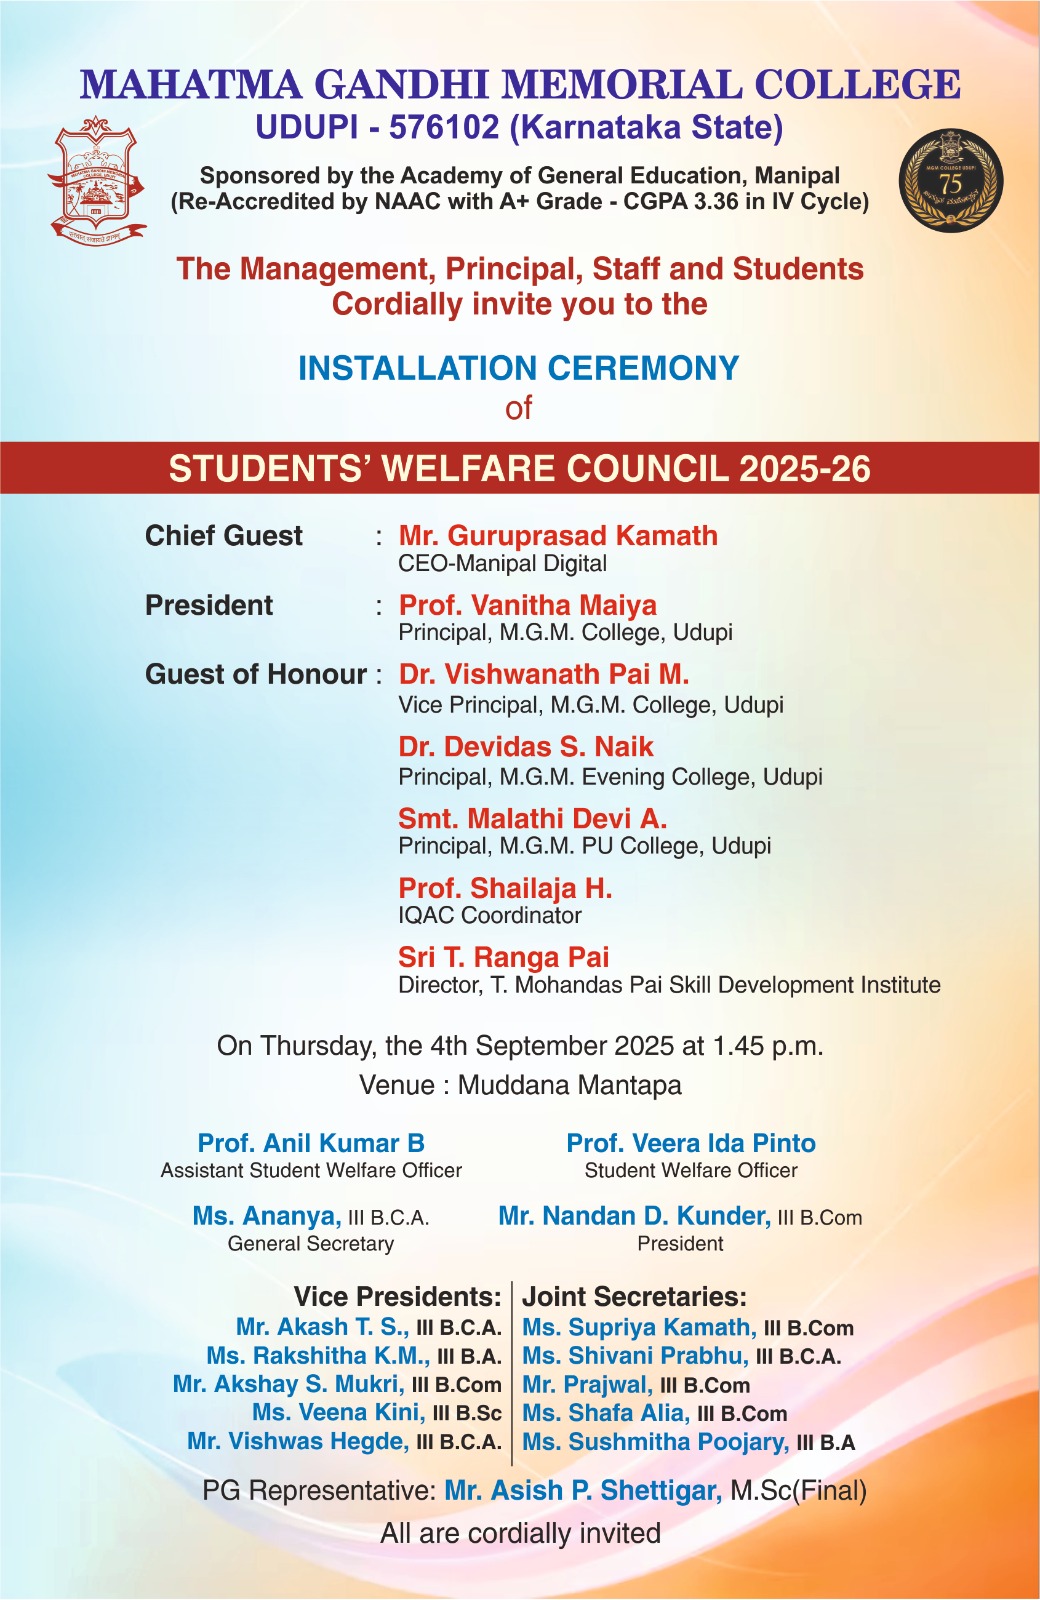 MAHATMA GANDHI MEMORIAL COLLEGE
UDUPI - 576102 (Karnataka State)
Sponsored by the Academy of General Education, Manipal
(Re-Accredited by NAAC with A+ Grade - CGPA 3.36 in IV Cycle)
MGM COLLEGE UDUPI
75
The Management, Principal, Staff and Students
Cordially invite you to the
INSTALLATION CEREMONY
of
STUDENTS’ WELFARE COUNCIL 2025-26
Chief Guest : Mr. Guruprasad Kamath
CEO-Manipal Digital
President : Prof. Vanitha Maiya
Principal, M.G.M. College, Udupi
Guest of Honour : Dr. Vishwanath Pai M.
Vice Principal, M.G.M. College, Udupi
Dr. Devidas S. Naik
Principal, M.G.M. Evening College, Udupi
Smt. Malathi Devi A.
Principal, M.G.M. PU College, Udupi
Prof. Shailaja H.
IQAC Coordinator
Sri T. Ranga Pai
Director, T. Mohandas Pai Skill Development Institute
On Thursday, the 4th September 2025 at 1.45 p.m.
Venue : Muddana Mantapa
Prof. Anil Kumar B
Assistant Student Welfare Officer
Prof. Veera Ida Pinto
Student Welfare Officer
Ms. Ananya, III B.C.A.
General Secretary
Mr. Nandan D. Kunder, III B.Com
President
Vice Presidents:
Mr. Akash T. S., III B.C.A.
Ms. Rakshitha K.M., III B.A.
Mr. Akshay S. Mukri, III B.Com
Ms. Veena Kini, III B.Sc
Mr. Vishwas Hegde, III B.C.A.
Joint Secretaries:
Ms. Supriya Kamath, III B.Com
Ms. Shivani Prabhu, III B.C.A.
Mr. Prajwal, III B.Com
Ms. Shafa Alia, III B.Com
Ms. Sushmitha Poojary, III B.A
PG Representative: Mr. Asish P. Shettigar, M.Sc(Final)
All are cordially invited